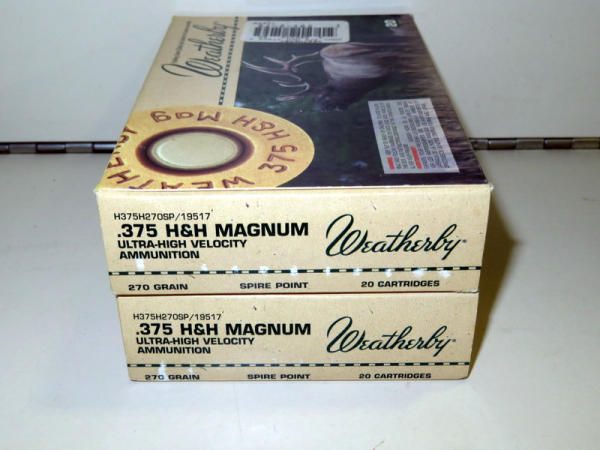 Weatherby
20
WEATHERBY 375 H&H Mag
H375H270SP/19517
.375 H&H MAGNUM
ULTRA-HIGH VELOCITY
AMMUNITION
Weatherby®
270 GRAIN SPIRE POINT 20 CARTRIDGES
H375H270SP/19517
.375 H&H MAGNUM
ULTRA-HIGH VELOCITY
AMMUNITION
Weatherby®
270 GRAIN SPIRE POINT 20 CARTRIDGES